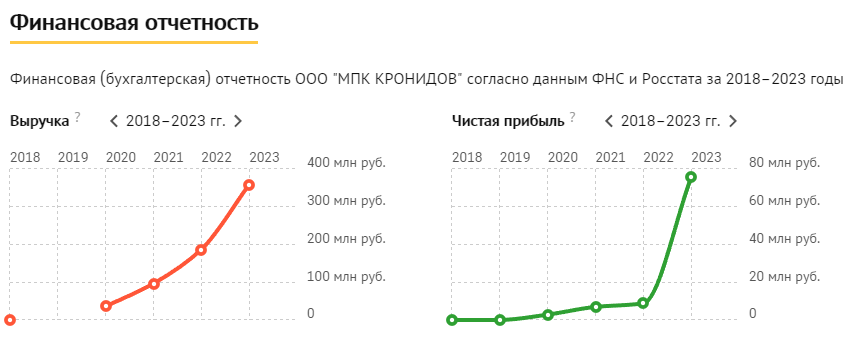 Финансовая отчетность
Финансовая (бухгалтерская) отчетность ООО "МПК КРОНИДОВ" согласно данным ФНС и Росстата за 2018–2023 годы
Выручка ? < 2018–2023 гг. >
2018 2019 2020 2021 2022 2023
400 млн руб.
300 млн руб.
200 млн руб.
100 млн руб.
0
Чистая прибыль ? < 2018–2023 гг. >
2018 2019 2020 2021 2022 2023
80 млн руб.
60 млн руб.
40 млн руб.
20 млн руб.
0